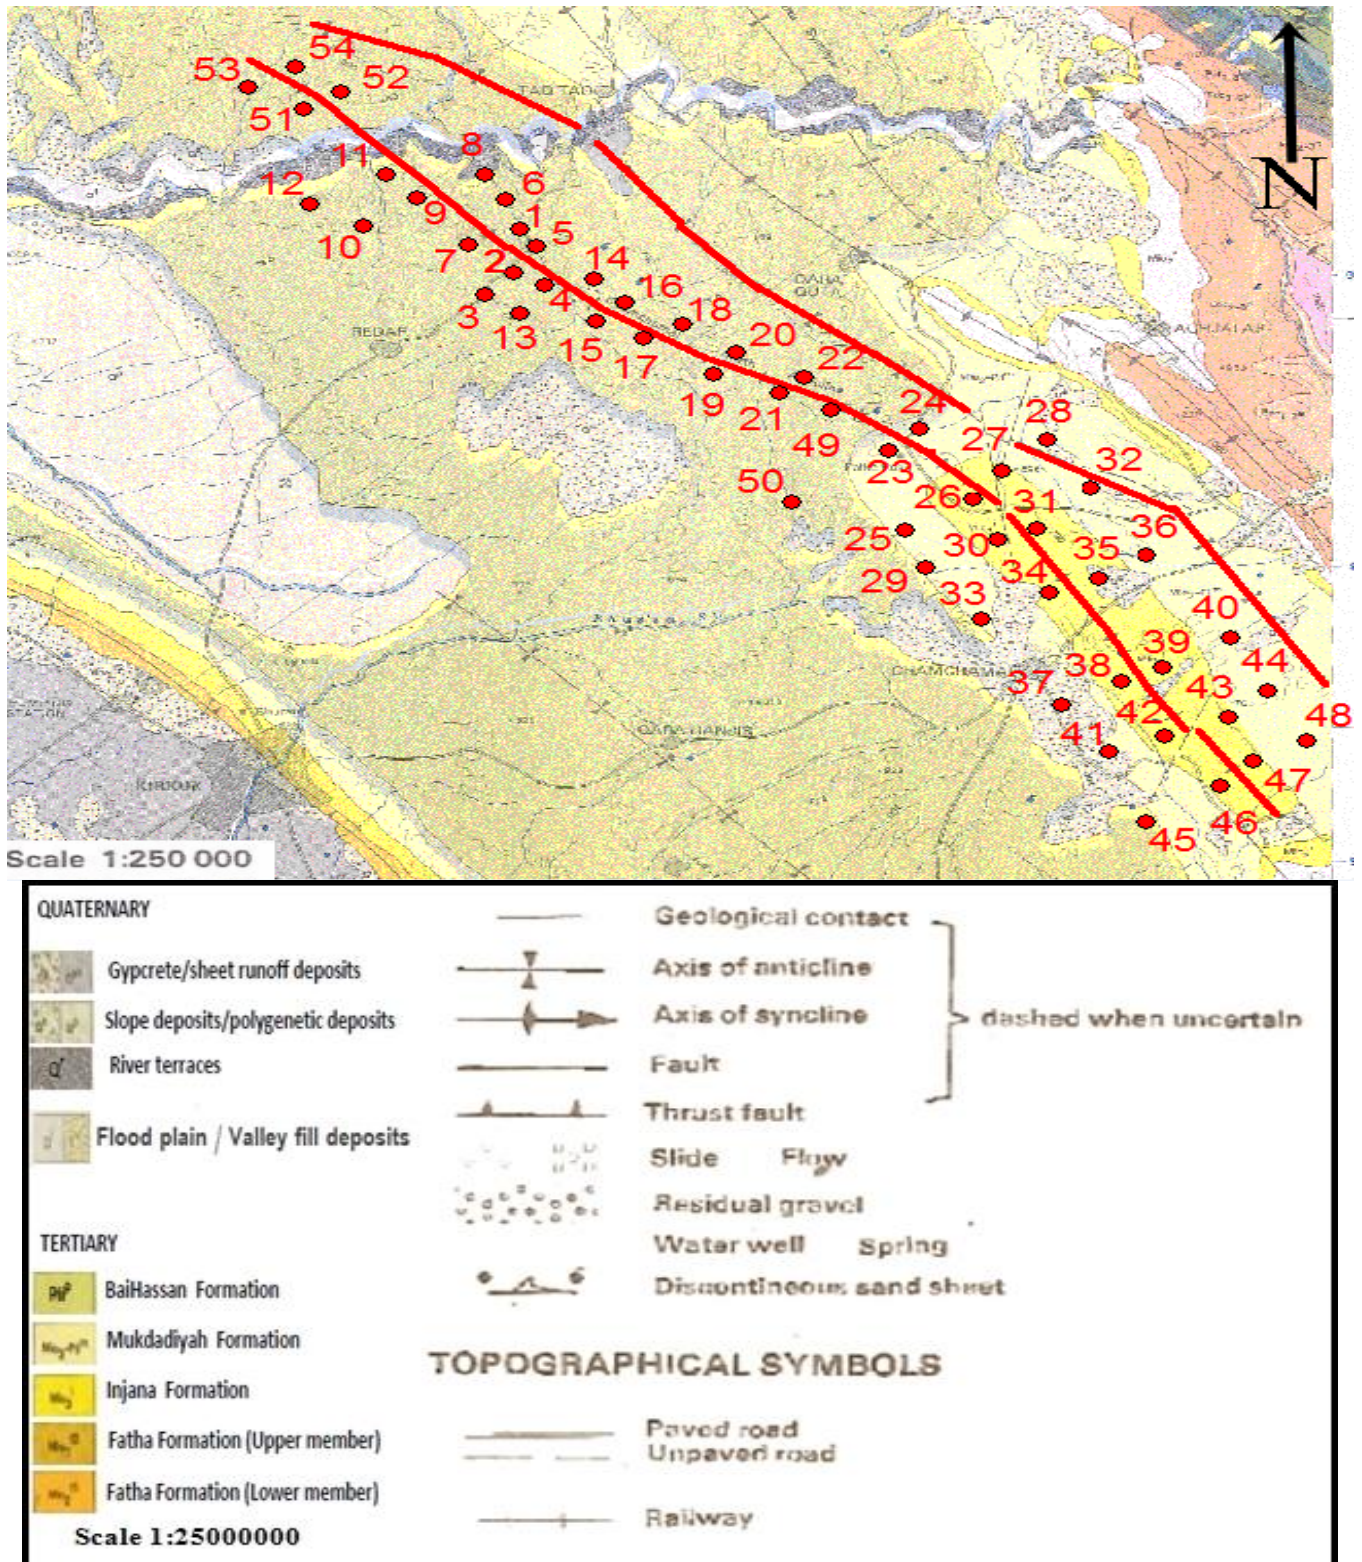 54
53
52
51
TAQ TAQ
11
8
12
6
9
1
10
5
7
2
14
16
4
3
18
13
REDAR
15
20
17
22
19
21
24
49
28
27
23
32
50
26
31
36
25
30
35
29
34
33
40
39
44
CHAMCHAMAL
38
37
43
48
42
41
QARA HANJIR
47
46
45
KIRKUK
N
Scale 1:250 000
QUATERNARY
Gypcrete/sheet runoff deposits
Slope deposits/polygenetic deposits
River terraces
Flood plain / Valley fill deposits
TERTIARY
BaiHassan Formation
Mukdadiyah Formation
Injana Formation
Fatha Formation (Upper member)
Fatha Formation (Lower member)
Scale 1:25000000
Geological contact
Axis of anticline
Axis of syncline
Fault
dashed when uncertain
Thrust fault
Slide Flow
Residual gravel
Water well Spring
Discontineous sand sheet
TOPOGRAPHICAL SYMBOLS
Paved road
Unpaved road
Railway